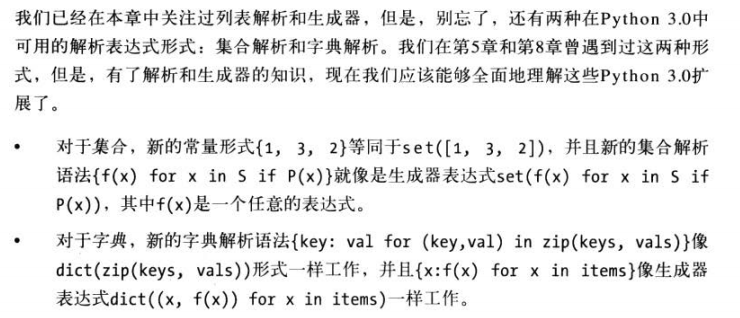 我们已经在本章中关注过列表解析和生成器，但是，别忘了，还有两种在Python 3.0中
可用的解析表达式形式：集合解析和字典解析。我们在第5章和第8章曾遇到过这两种形
式，但是，有了解析和生成器的知识，现在我们应该能够全面地理解这些Python 3.0扩
展了。
• 对于集合，新的常量形式{1, 3, 2}等同于set([1, 3, 2])，并且新的集合解析
语法{f(x) for x in S if P(x)}就像是生成器表达式set(f(x) for x in S if
P(x))，其中f(x)是一个任意的表达式。
• 对于字典，新的字典解析语法{key: val for (key,val) in zip(keys, vals)}像
dict(zip(keys, vals))形式一样工作，并且{x:f(x) for x in items}像生成器
表达式dict((x, f(x)) for x in items)一样工作。